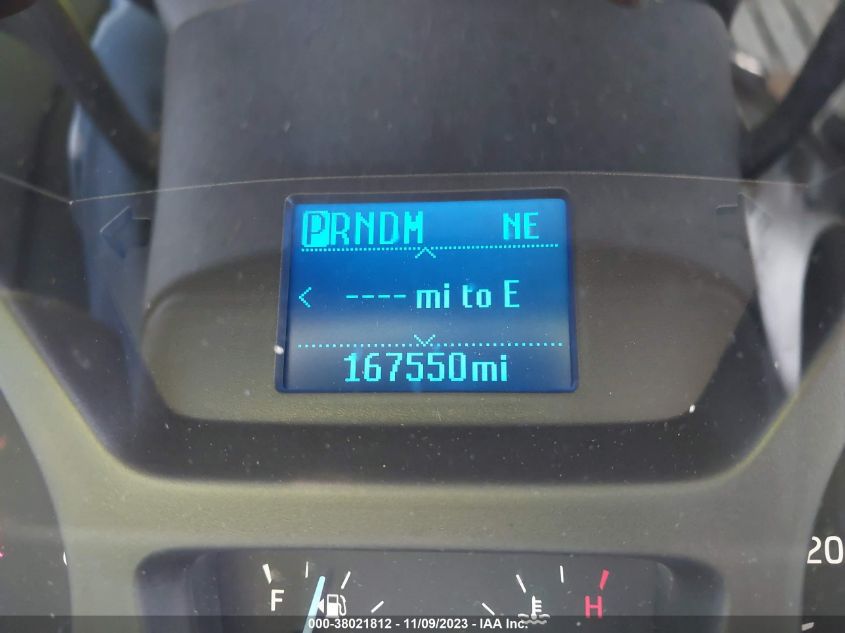 PRNDM NE
< ---- mi to E
167550mi
20
F H
000-38021812 - 11/09/2023 - IAA Inc.